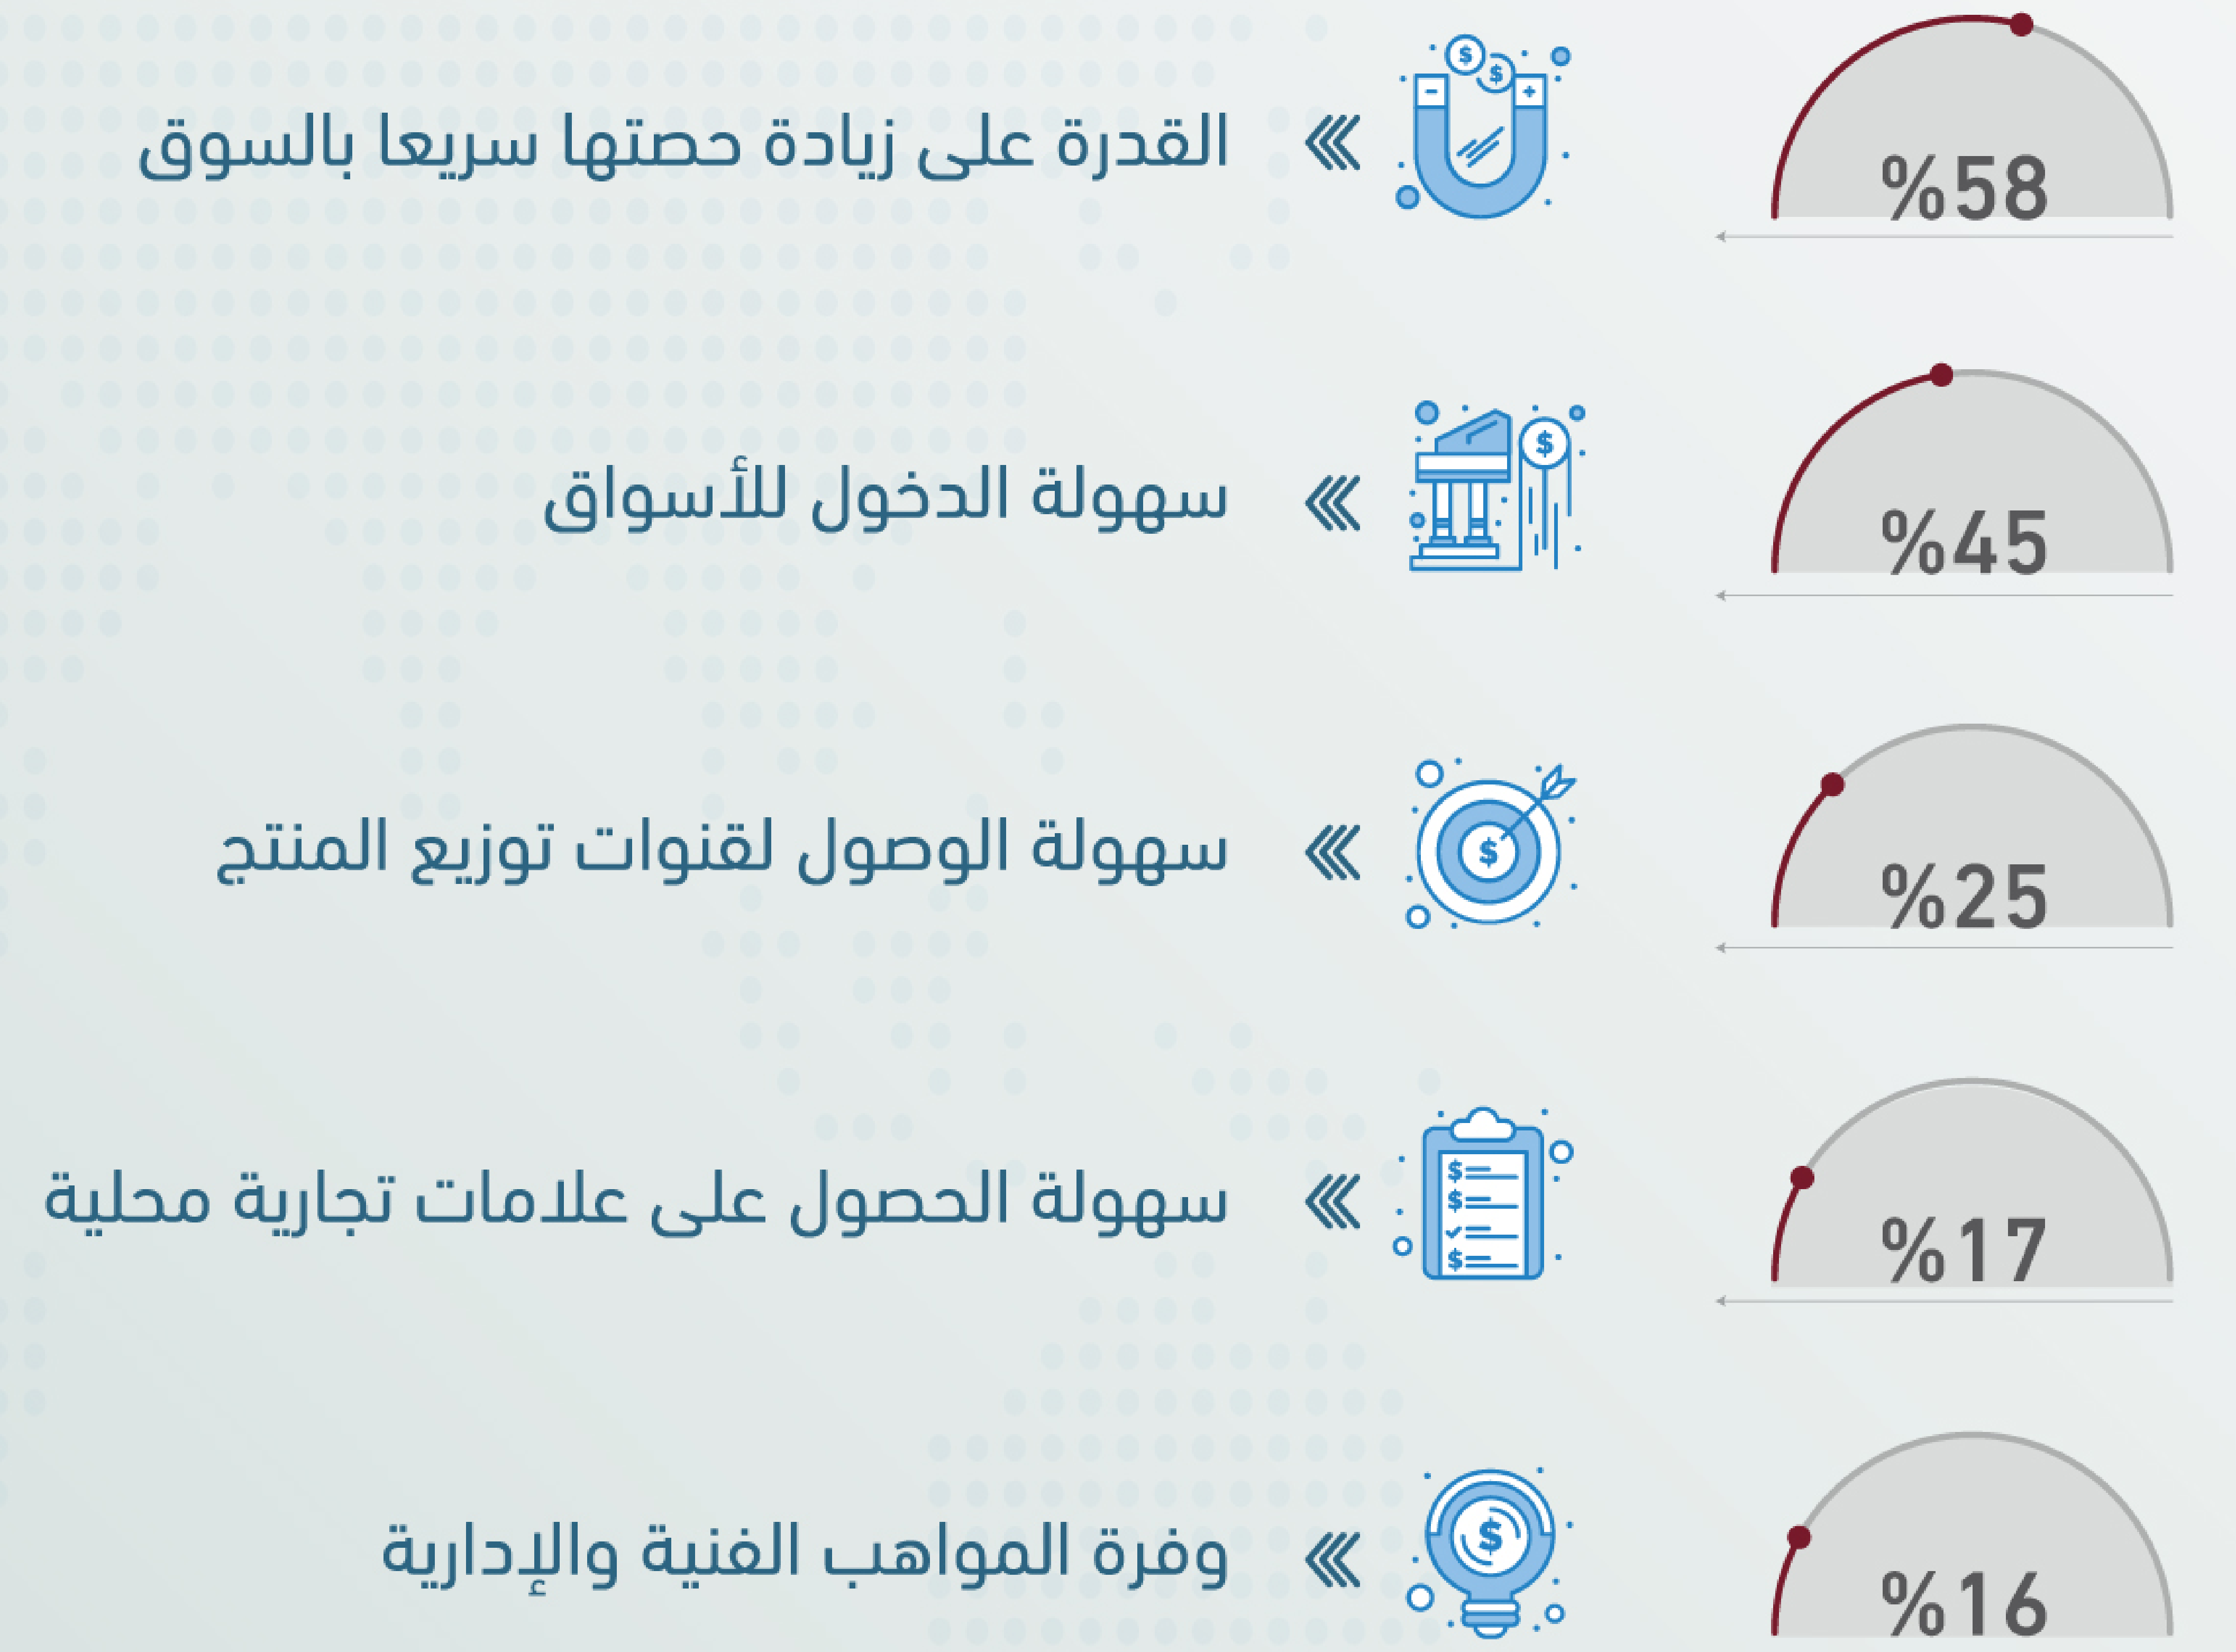 %58
القدرة على زيادة حصتها سريعا بالسوق
%45
سهولة الدخول للأسواق
%25
سهولة الوصول لقنوات توزيع المنتج
%17
سهولة الحصول على علامات تجارية محلية
%16
وفرة المواهب الفنية والإدارية